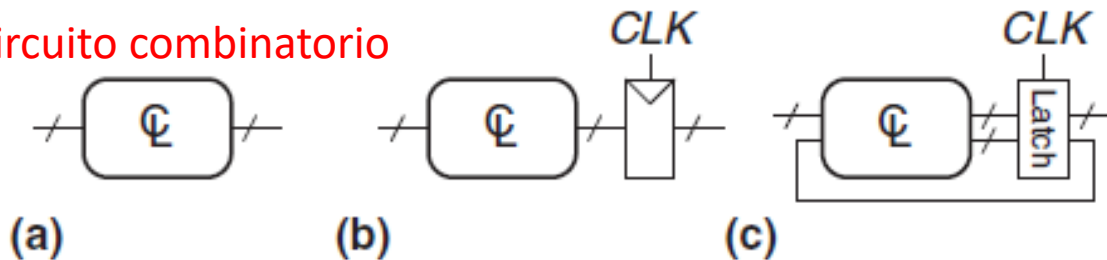 ircuito combinatorio
CLK
CLK
CL
CL
CL
Latch
(a)
(b)
(c)